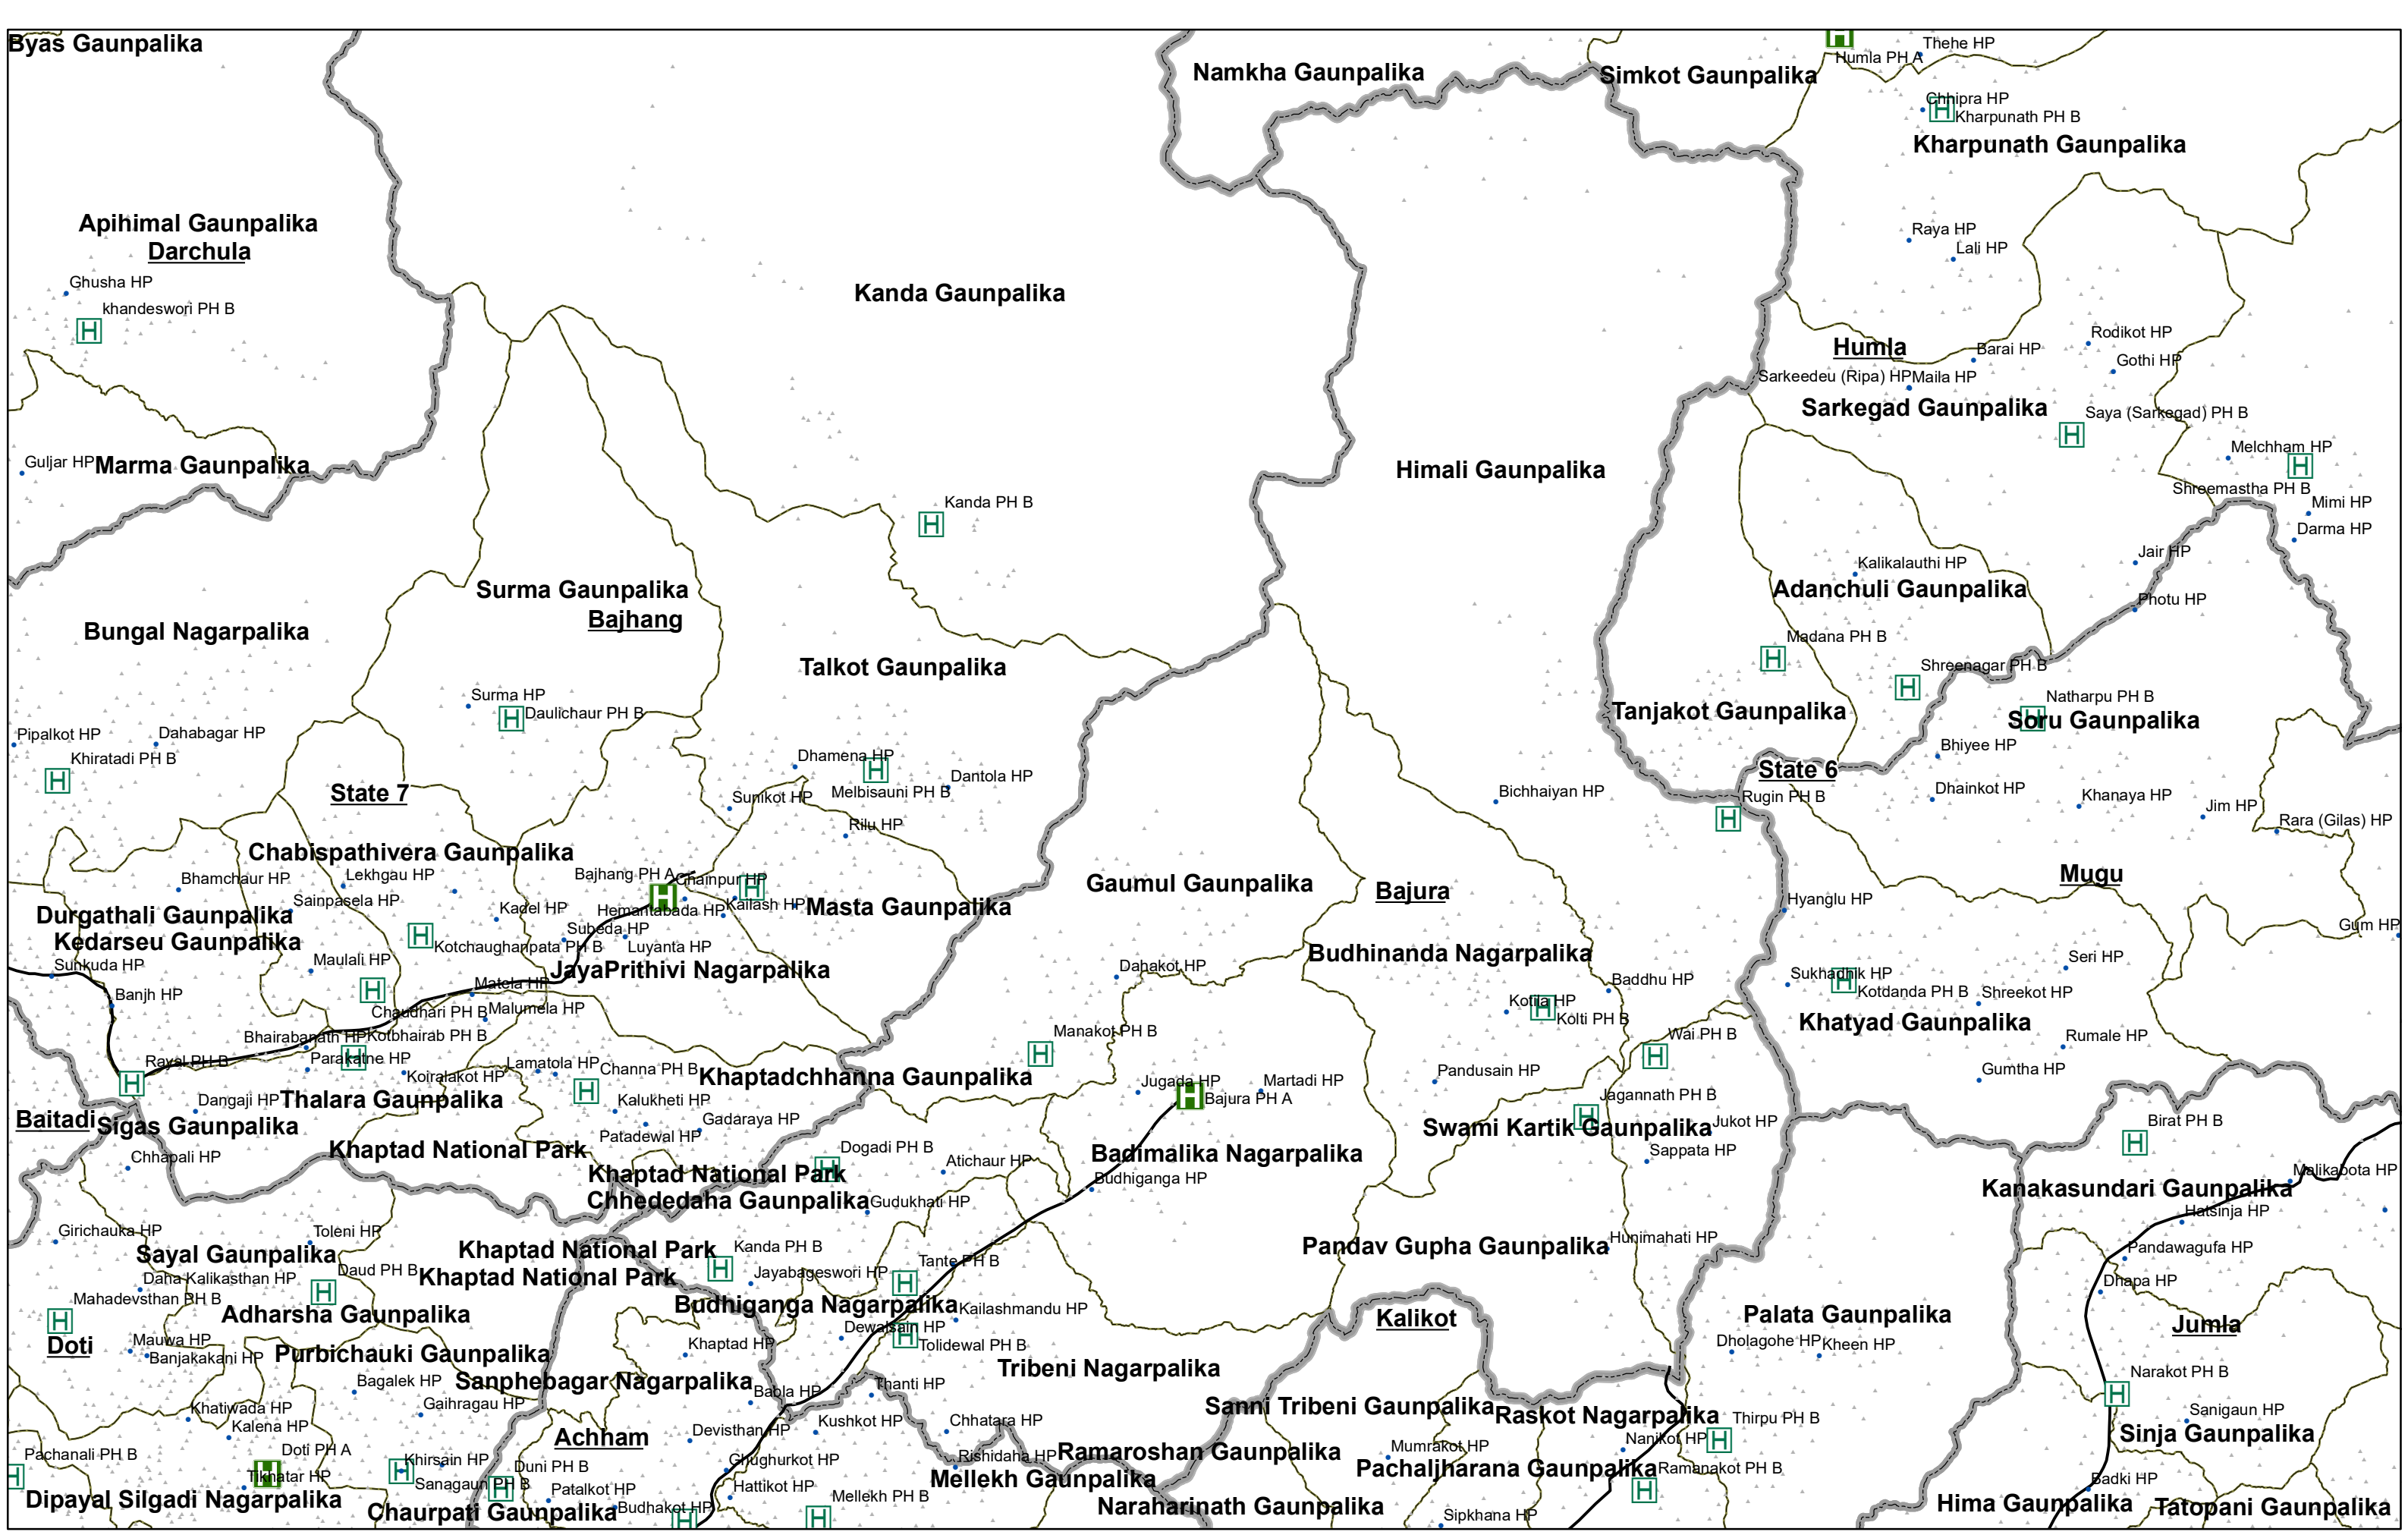 Byas Gaunpalika
Namkha Gaunpalika
Simkot Gaunpalika
Humla PH A
Thehe HP
Chhipra HP
Kharpunath PH B
Kharpunath Gaunpalika
Apihimal Gaunpalika
Darchula
Raya HP
Lali HP
Ghusha HP
khandeswori PH B
Kanda Gaunpalika
Rodikot HP
Humla
Barai HP
Gothi HP
Sarkeedeu (Ripa) HP
Maila HP
Sarkegad Gaunpalika
Saya (Sarkegad) PH B
Guljar HP
Marma Gaunpalika
Himali Gaunpalika
Melchham HP
Shreemastha PH B
Mimi HP
Kanda PH B
Darma HP
Jair HP
Kalikalauthi HP
Surma Gaunpalika
Bajhang
Adanchuli Gaunpalika
Photu HP
Bungal Nagarpalika
Madana PH B
Talkot Gaunpalika
Shreenagar PH B
Surma HP
Daulichaur PH B
Natharpu PH B
Tanjakot Gaunpalika
Soru Gaunpalika
Pipalkot HP
Dahabagar HP
Khiratadi PH B
Dhamena HP
Bhiyee HP
Dantola HP
State 6
State 7
Sunikot HP
Melbisauni PH B
Bichhaiyan HP
Rugin PH B
Dhainkot HP
Khanaya HP
Jim HP
Rara (Gilas) HP
Rilu HP
Chabispathivera Gaunpalika
Bhamchaur HP
Lekhgau HP
Bajhang PH A
Chainpur HP
Gaumul Gaunpalika
Bajura
Mugu
Sainpasela HP
Kadel HP
Hemantabada HP
Kailash HP
Masta Gaunpalika
Hyanglu HP
Durgathali Gaunpalika
Kedarseu Gaunpalika
Subeda HP
Kotchaughanpata PH B
Luyanta HP
Gum HP
Budhinanda Nagarpalika
Sunkuda HP
Maulali HP
JayaPrithivi Nagarpalika
Dahakot HP
Seri HP
Baddhu HP
Sukhadhik HP
Banjh HP
Matela HP
Kotdanda PH B
Shreekot HP
Chaudhari PH B
Malumela HP
Kotila HP
Kolti PH B
Khatyad Gaunpalika
Bhairabanath HP
Kotbhairab PH B
Manakot PH B
Wai PH B
Rumale HP
Rayal PH B
Parakatne HP
Koiralakot HP
Lamatola HP
Channa PH B
Khaptadchhanna Gaunpalika
Pandusain HP
Gumtha HP
Jugada HP
Martadi HP
Bajura PH A
Dangaji HP
Thalara Gaunpalika
Kalukheti HP
Jagannath PH B
Baitadi
Sigas Gaunpalika
Gadaraya HP
Swami Kartik Gaunpalika
Jukot HP
Birat PH B
Patadewal HP
Khaptad National Park
Dogadi PH B
Badimalika Nagarpalika
Sappata HP
Chhapali HP
Atichaur HP
Khaptad National Park
Malikabota HP
Chhededaha Gaunpalika
Gudukhati HP
Budhiganga HP
Kanakasundari Gaunpalika
Hatsinja HP
Girichauka HP
Toleni HP
Sayal Gaunpalika
Khaptad National Park
Kanda PH B
Pandav Gupha Gaunpalika
Hunimahati HP
Pandawagufa HP
Daha Kalikasthan HP
Daud PH B
Khaptad National Park
Jayabageswori HP
Tante PH B
Dhapa HP
Mahadevsthan PH B
Adharsha Gaunpalika
Budhiganga Nagarpalika
Kailashmandu HP
Kalikot
Palata Gaunpalika
Jumla
Doti
Mauwa HP
Banjakakani HP
Purbichauki Gaunpalika
Khaptad HP
Dewalsain HP
Tolidewal PH B
Dholagohe HP
Kheen HP
Tribeni Nagarpalika
Bagalek HP
Sanphebagar Nagarpalika
Babla HP
Thanti HP
Narakot PH B
Khatiwada HP
Gaihragau HP
Kushkot HP
Chhatara HP
Sanni Tribeni Gaunpalika
Raskot Nagarpalika
Thirpu PH B
Sanigaun HP
Kalena HP
Achham
Devisthan HP
Nanikot HP
Sinja Gaunpalika
Pachanali PH B
Doti PH A
Khirsain HP
Duni PH B
Ghughurkot HP
Rishidaha HP
Ramaroshan Gaunpalika
Mumrakot HP
Pachaljharana Gaunpalika
Ramanakot PH B
Tikhatar HP
Sanagaun PH B
Patalkot HP
Hattikot HP
Mellekh Gaunpalika
Badki HP
Dipayal Silgadi Nagarpalika
Chaurpati Gaunpalika
Budhakot HP
Mellekh PH B
Naraharinath Gaunpalika
Sipkhana HP
Hima Gaunpalika
Tatopani Gaunpalika